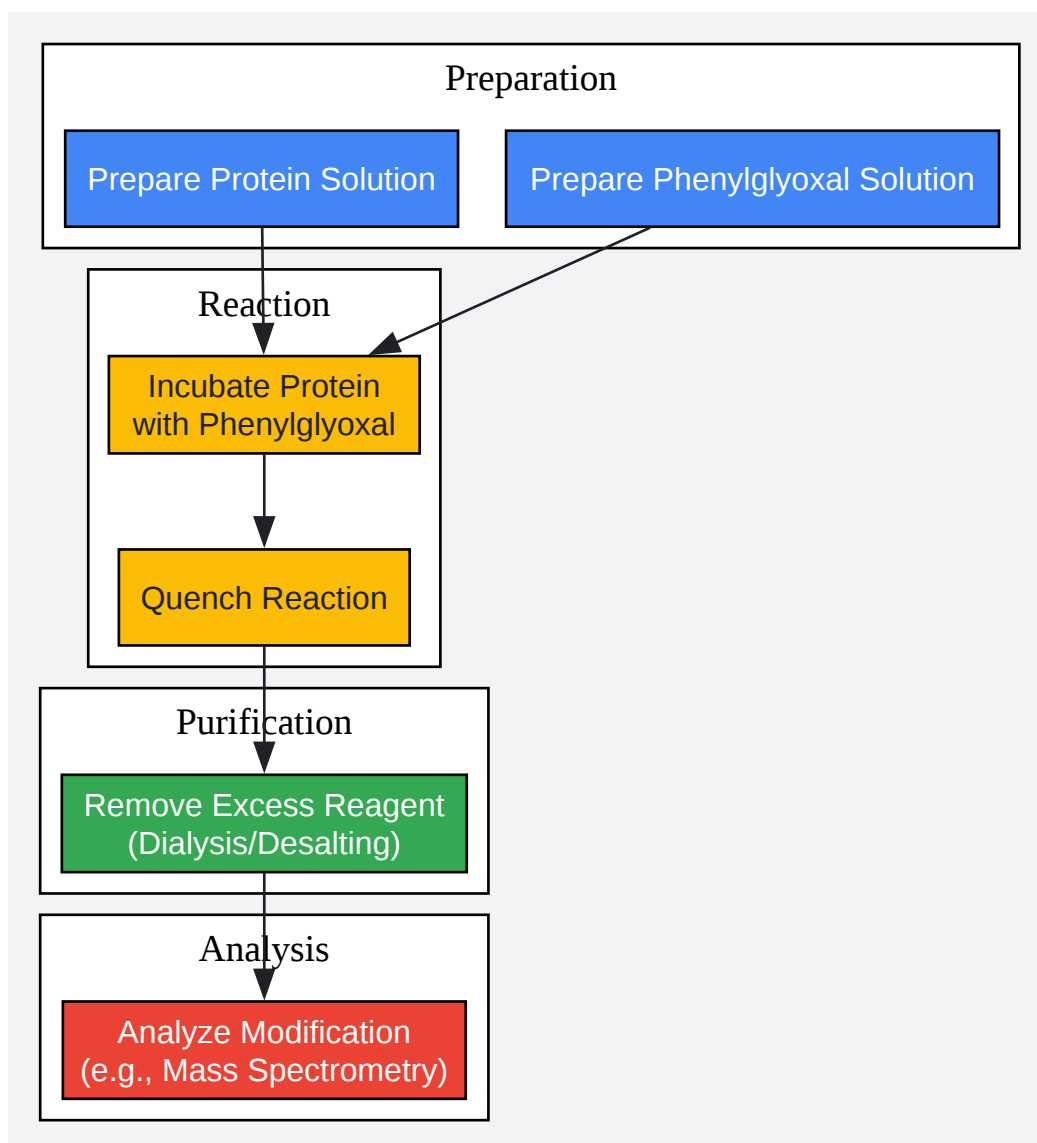 Preparation
Prepare Protein Solution
Prepare Phenylglyoxal Solution
Reaction
Incubate Protein
with Phenylglyoxal
Quench Reaction
Purification
Remove Excess Reagent
(Dialysis/Desalting)
Analysis
Analyze Modification
(e.g., Mass Spectrometry)